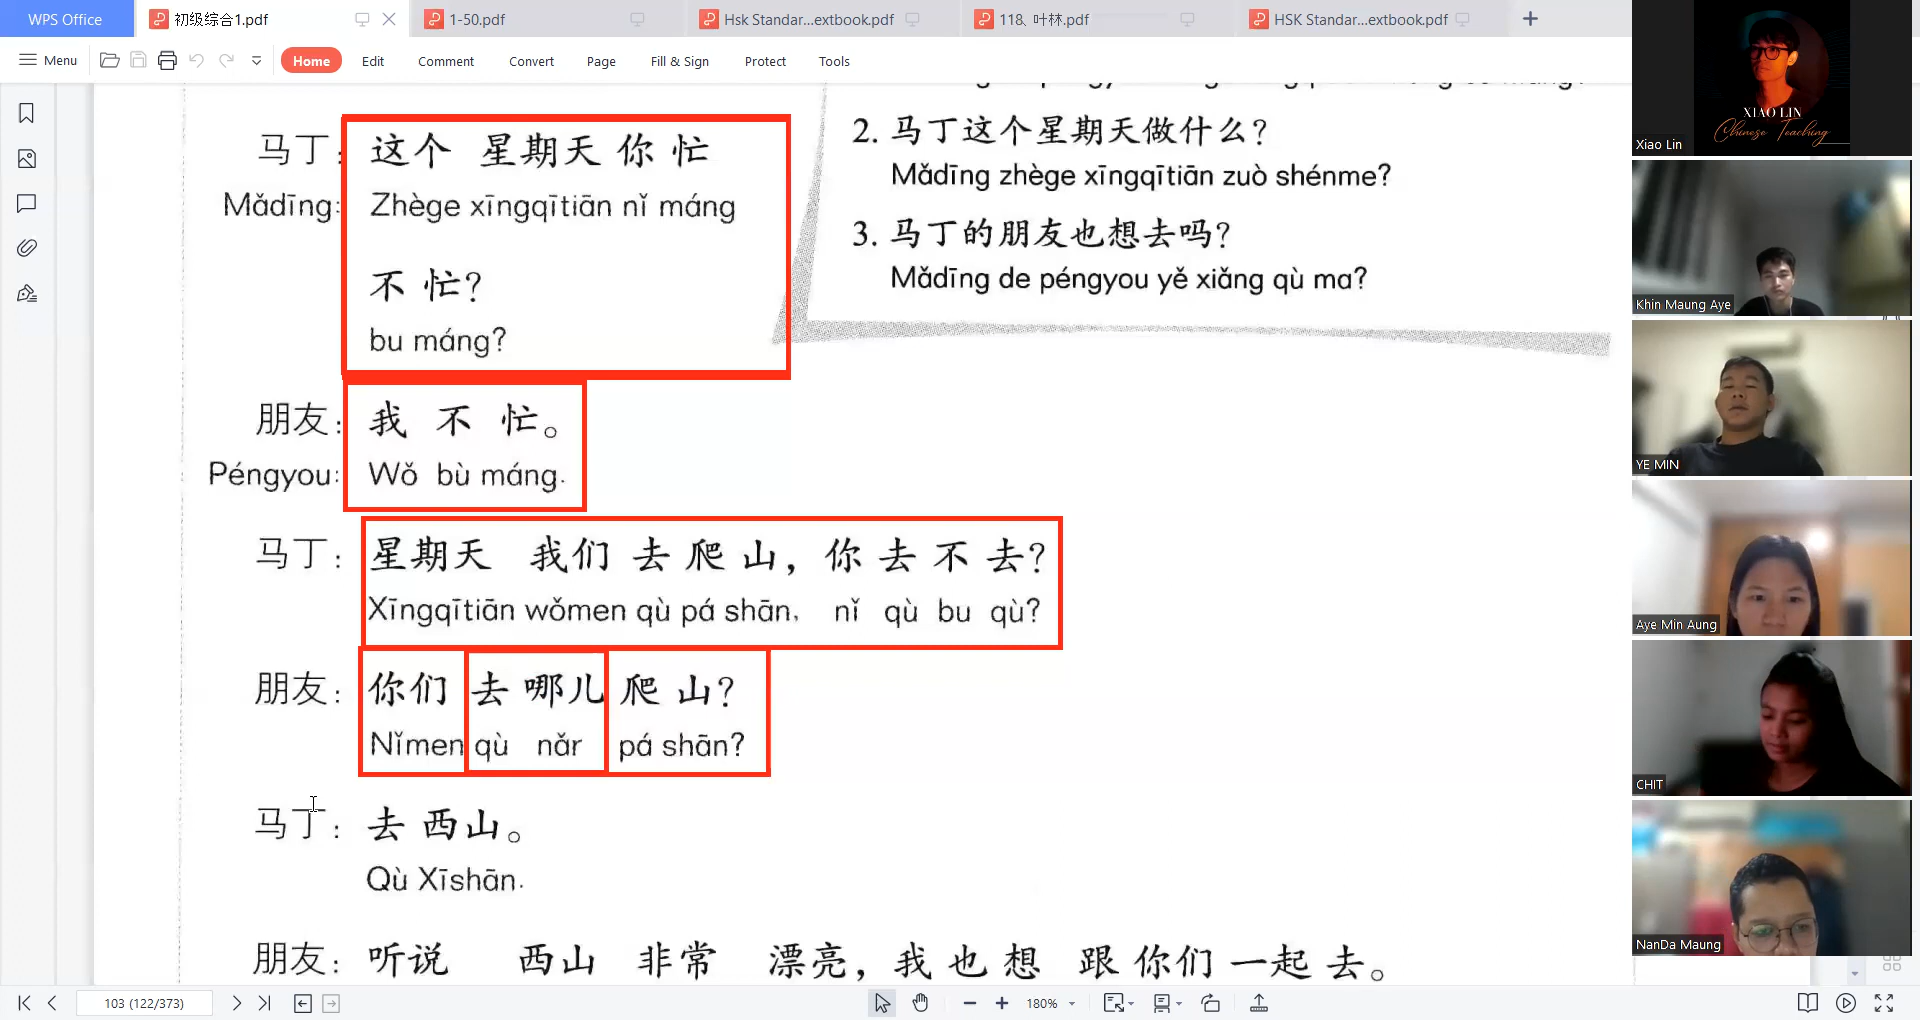 WPS Office
初级综合1.pdf
1-50.pdf
Hsk Standar...extbook.pdf
118、叶林.pdf
HSK Standar...extbook.pdf
Menu
Home
Edit
Comment
Convert
Page
Fill & Sign
Protect
Tools
马丁：这个 星期天 你 忙
Mǎdīng: Zhège xīngqītiān nǐ máng
不 忙？
bu máng?
朋友：我 不 忙。
Péngyou: Wǒ bù máng.
马丁：星期天 我们 去 爬 山，你 去 不 去？
Xīngqītiān wǒmen qù pá shān, nǐ qù bu qù?
朋友：你们 去 哪儿 爬 山？
Nǐmen qù nǎr pá shān?
马丁：去 西山。
Qù Xīshān.
朋友：听说 西山 非常 漂亮，我 也 想 跟 你们 一起 去。
2. 马丁这个星期天做什么？
Mǎdīng zhège xīngqītiān zuò shénme?
3. 马丁的朋友也想去吗？
Mǎdīng de péngyou yě xiǎng qù ma?
103 (122/373)
180%
XIAO LIN
Chinese Teaching
Xiao Lin
Khin Maung Aye
YE MIN
Aye Min Aung
CHIT
NanDa Maung